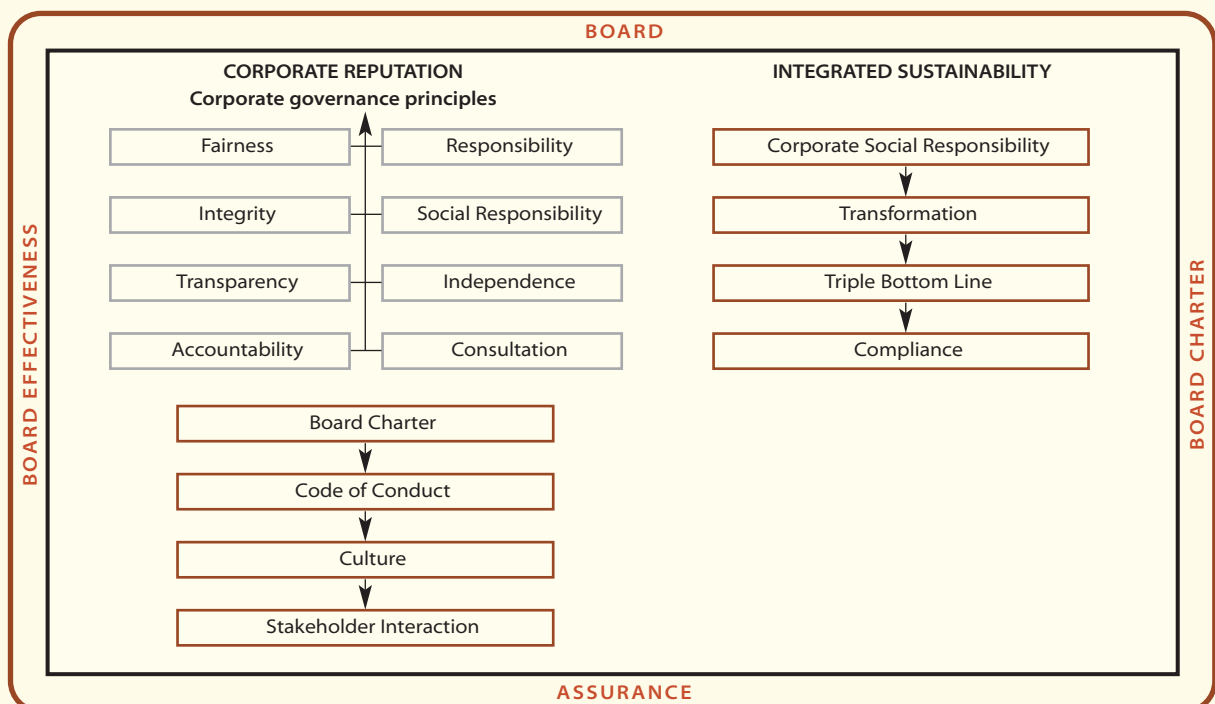 BOARD
CORPORATE REPUTATION
Corporate governance principles
Fairness
Responsibility
Integrity
Social Responsibility
Transparency
Independence
Accountability
Consultation
Board Charter
Code of Conduct
Culture
Stakeholder Interaction
INTEGRATED SUSTAINABILITY
Corporate Social Responsibility
Transformation
Triple Bottom Line
Compliance
BOARD EFFECTIVENESS
BOARD CHARTER
ASSURANCE